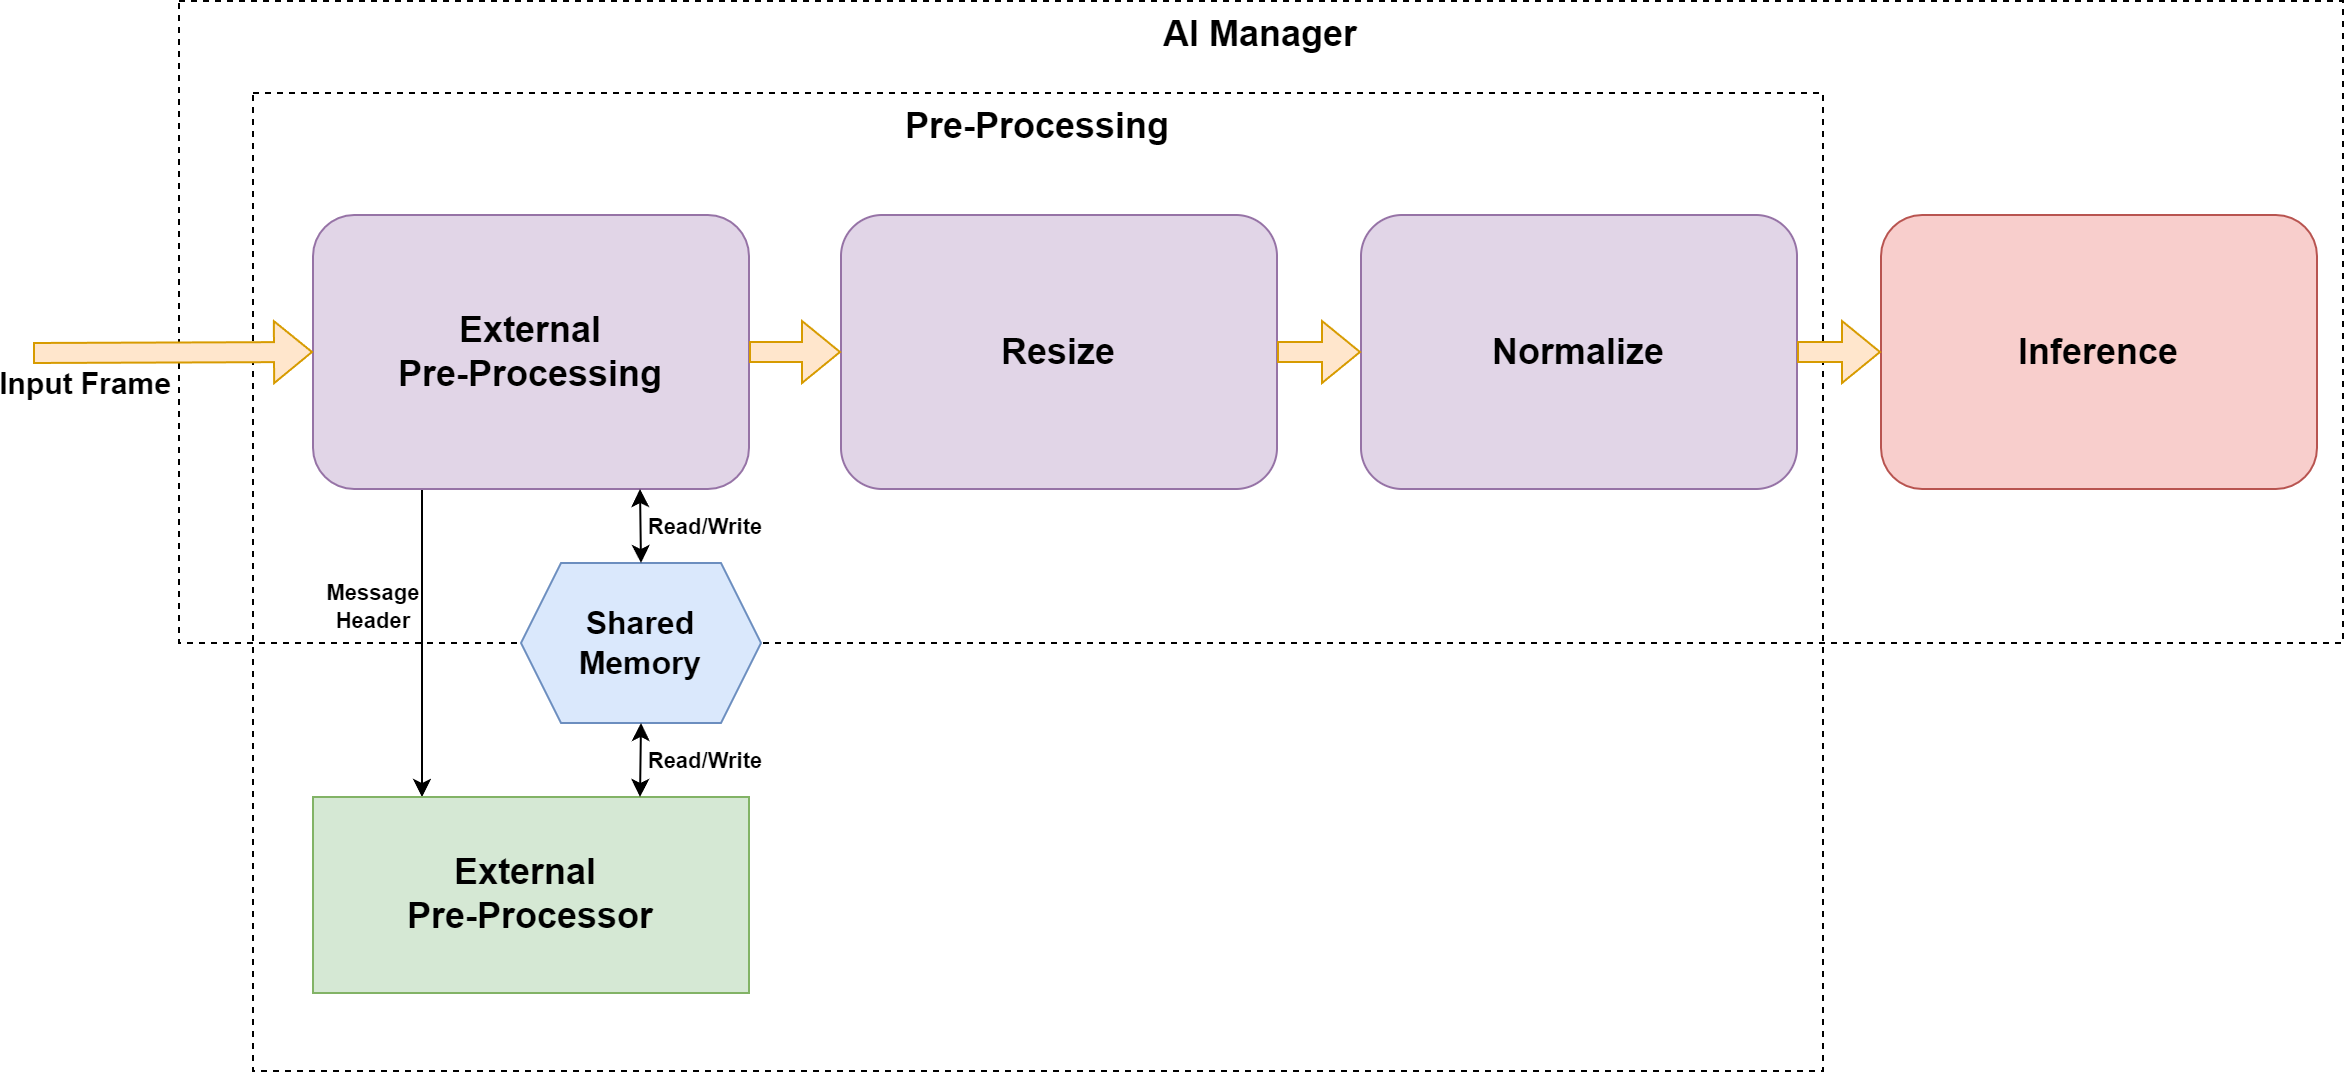 AI Manager
Pre-Processing
External
Pre-Processing
Resize
Normalize
Inference
Input Frame
Read/Write
Message
Header
Shared
Memory
Read/Write
External
Pre-Processor